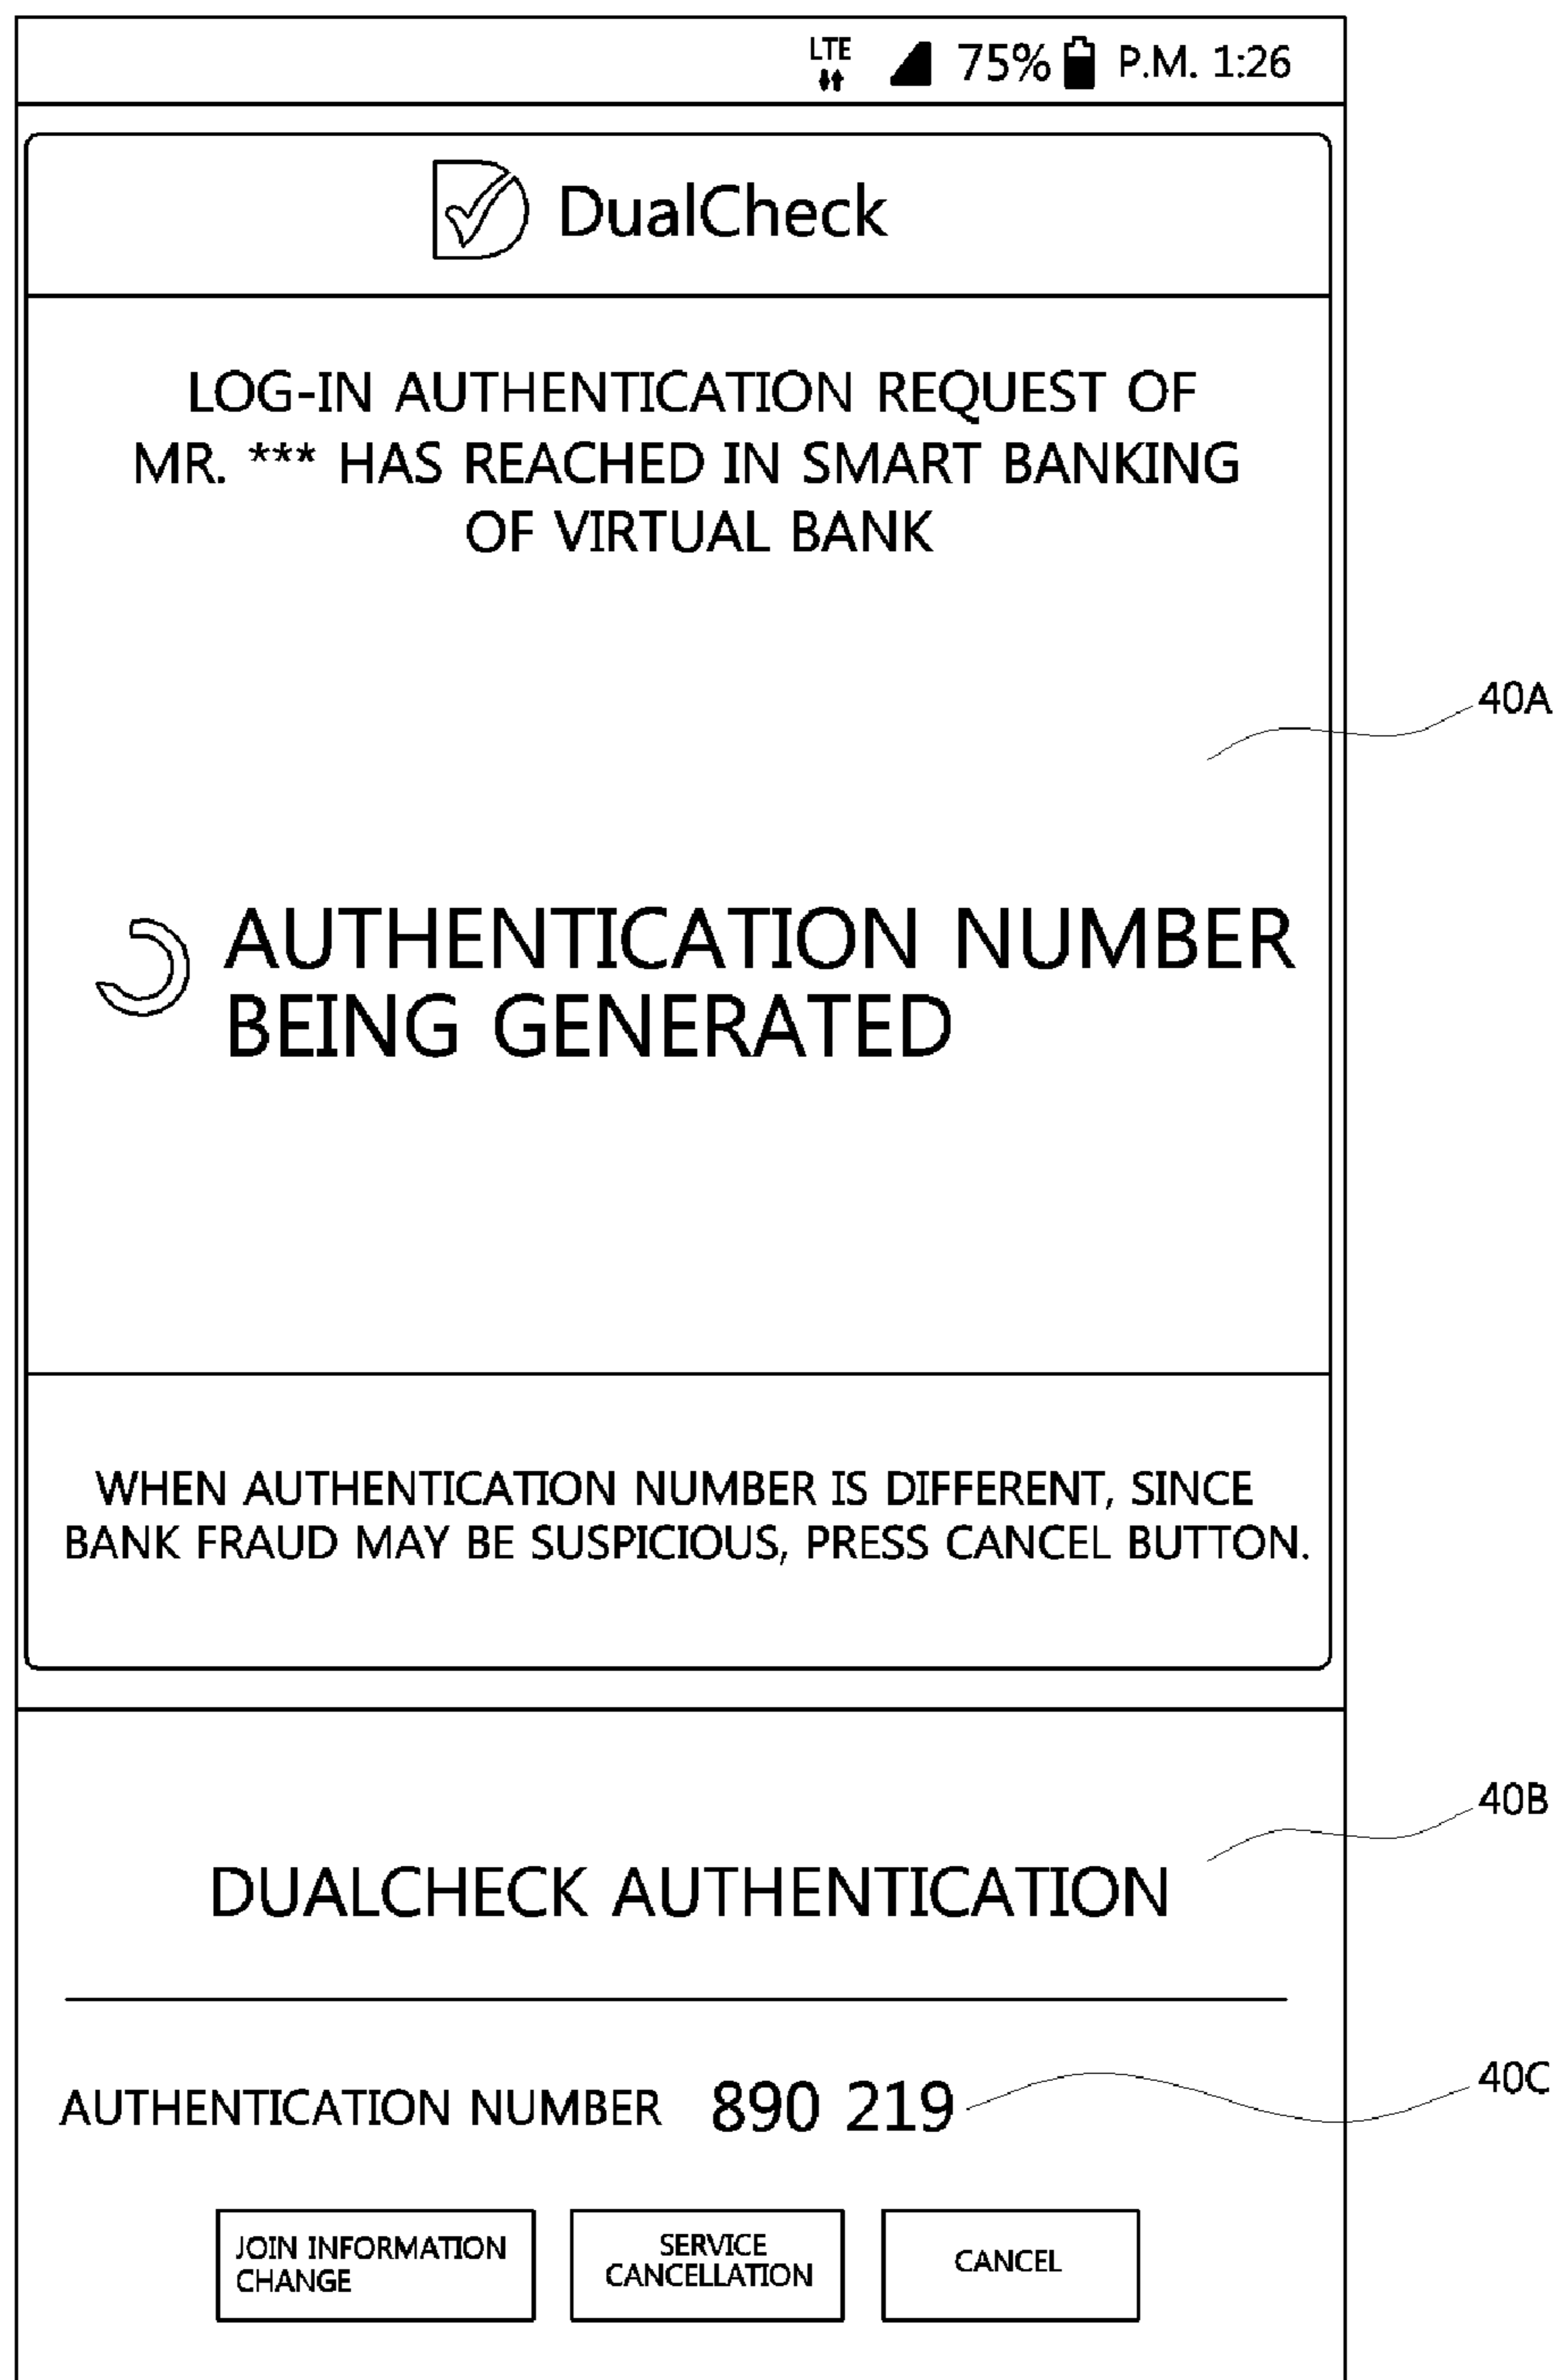 LTE 75% P.M. 1:26
DualCheck
LOG-IN AUTHENTICATION REQUEST OF
MR. *** HAS REACHED IN SMART BANKING
OF VIRTUAL BANK
40A
AUTHENTICATION NUMBER
BEING GENERATED
WHEN AUTHENTICATION NUMBER IS DIFFERENT, SINCE
BANK FRAUD MAY BE SUSPICIOUS, PRESS CANCEL BUTTON.
40B
DUALCHECK AUTHENTICATION
40C
AUTHENTICATION NUMBER 890 219
JOIN INFORMATION
CHANGE
SERVICE
CANCELLATION
CANCEL